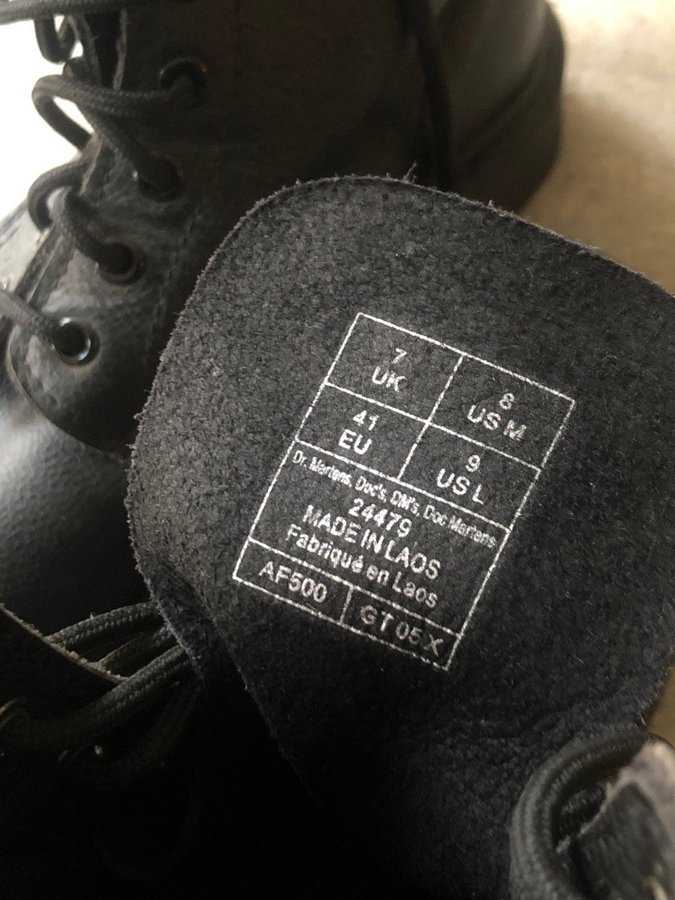 7
UK
8
US M
41
EU
9
US L
Dr. Martens, Doc's, DM's, Doc Martens
24479
MADE IN LAOS
Fabriqué en Laos
AF500
GT 05 X